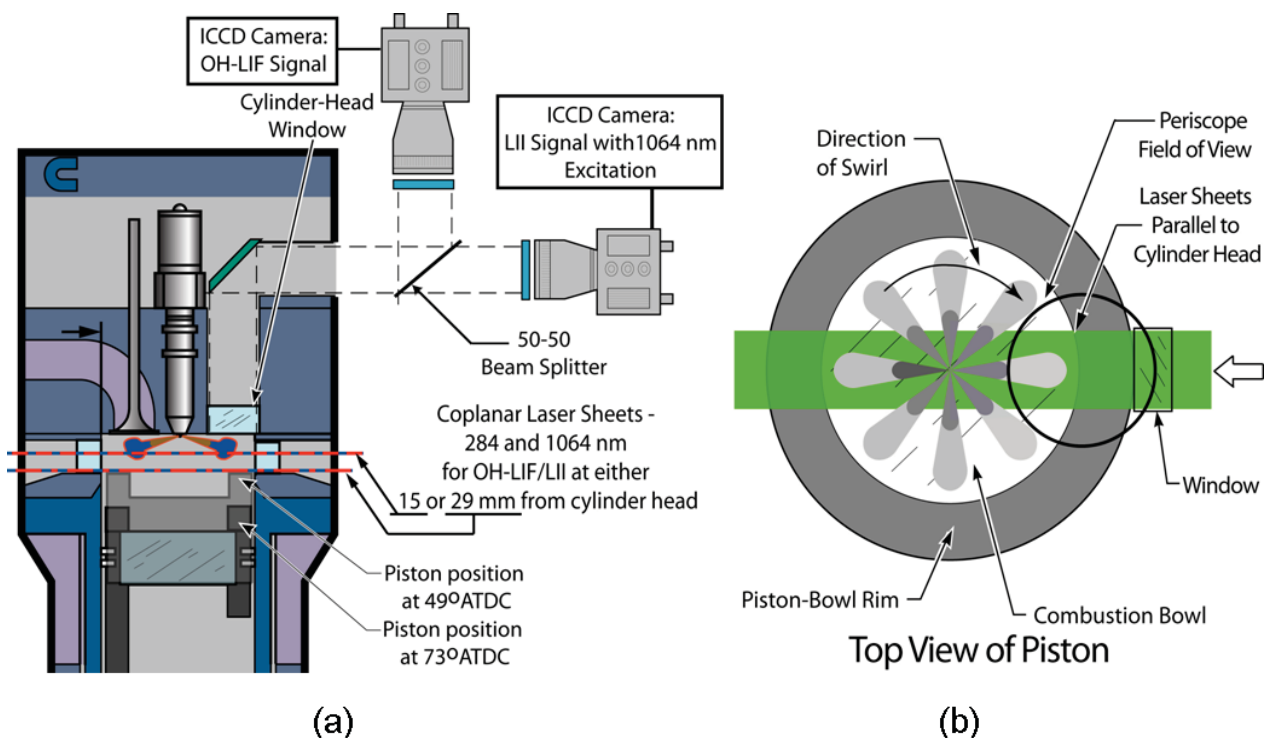 ICCD Camera:
OH-LIF Signal
Cylinder-Head
Window
ICCD Camera:
LII Signal with1064 nm
Excitation
50-50
Beam Splitter
Coplanar Laser Sheets -
284 and 1064 nm
for OH-LIF/LII at either
15 or 29 mm from cylinder head
Piston position
at 49ºATDC
Piston position
at 73ºATDC
(a)
Direction
of Swirl
Periscope
Field of View
Laser Sheets
Parallel to
Cylinder Head
Window
Piston-Bowl Rim
Combustion Bowl
Top View of Piston
(b)